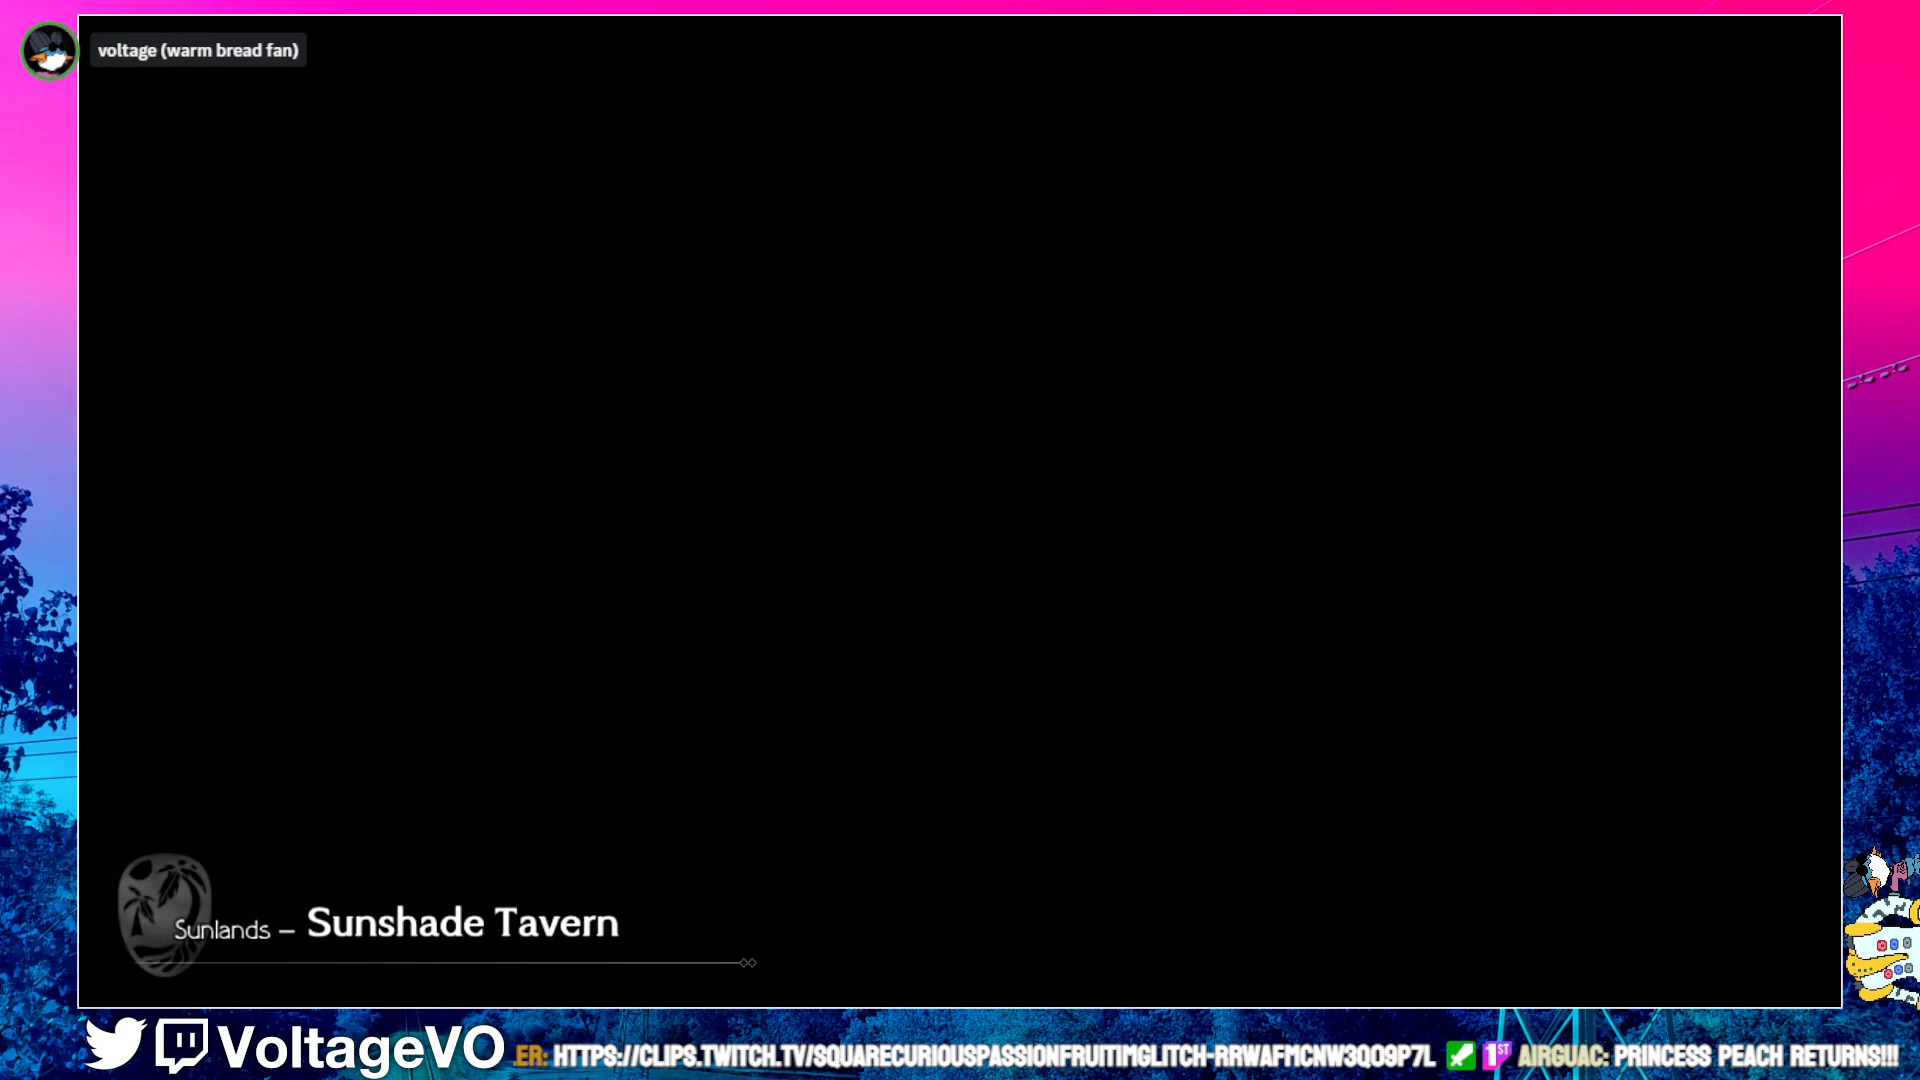 voltage (warm bread fan)
Sunlands – Sunshade Tavern
VoltageVO
ER: HTTPS://CLIPS.TWITCH.TV/SQUARECURIOUSPASSIONFRUITIMGLITCH-RRWAFMCNW3QO9P7L 1ST AIRGUAC: PRINCESS PEACH RETURNS!!!